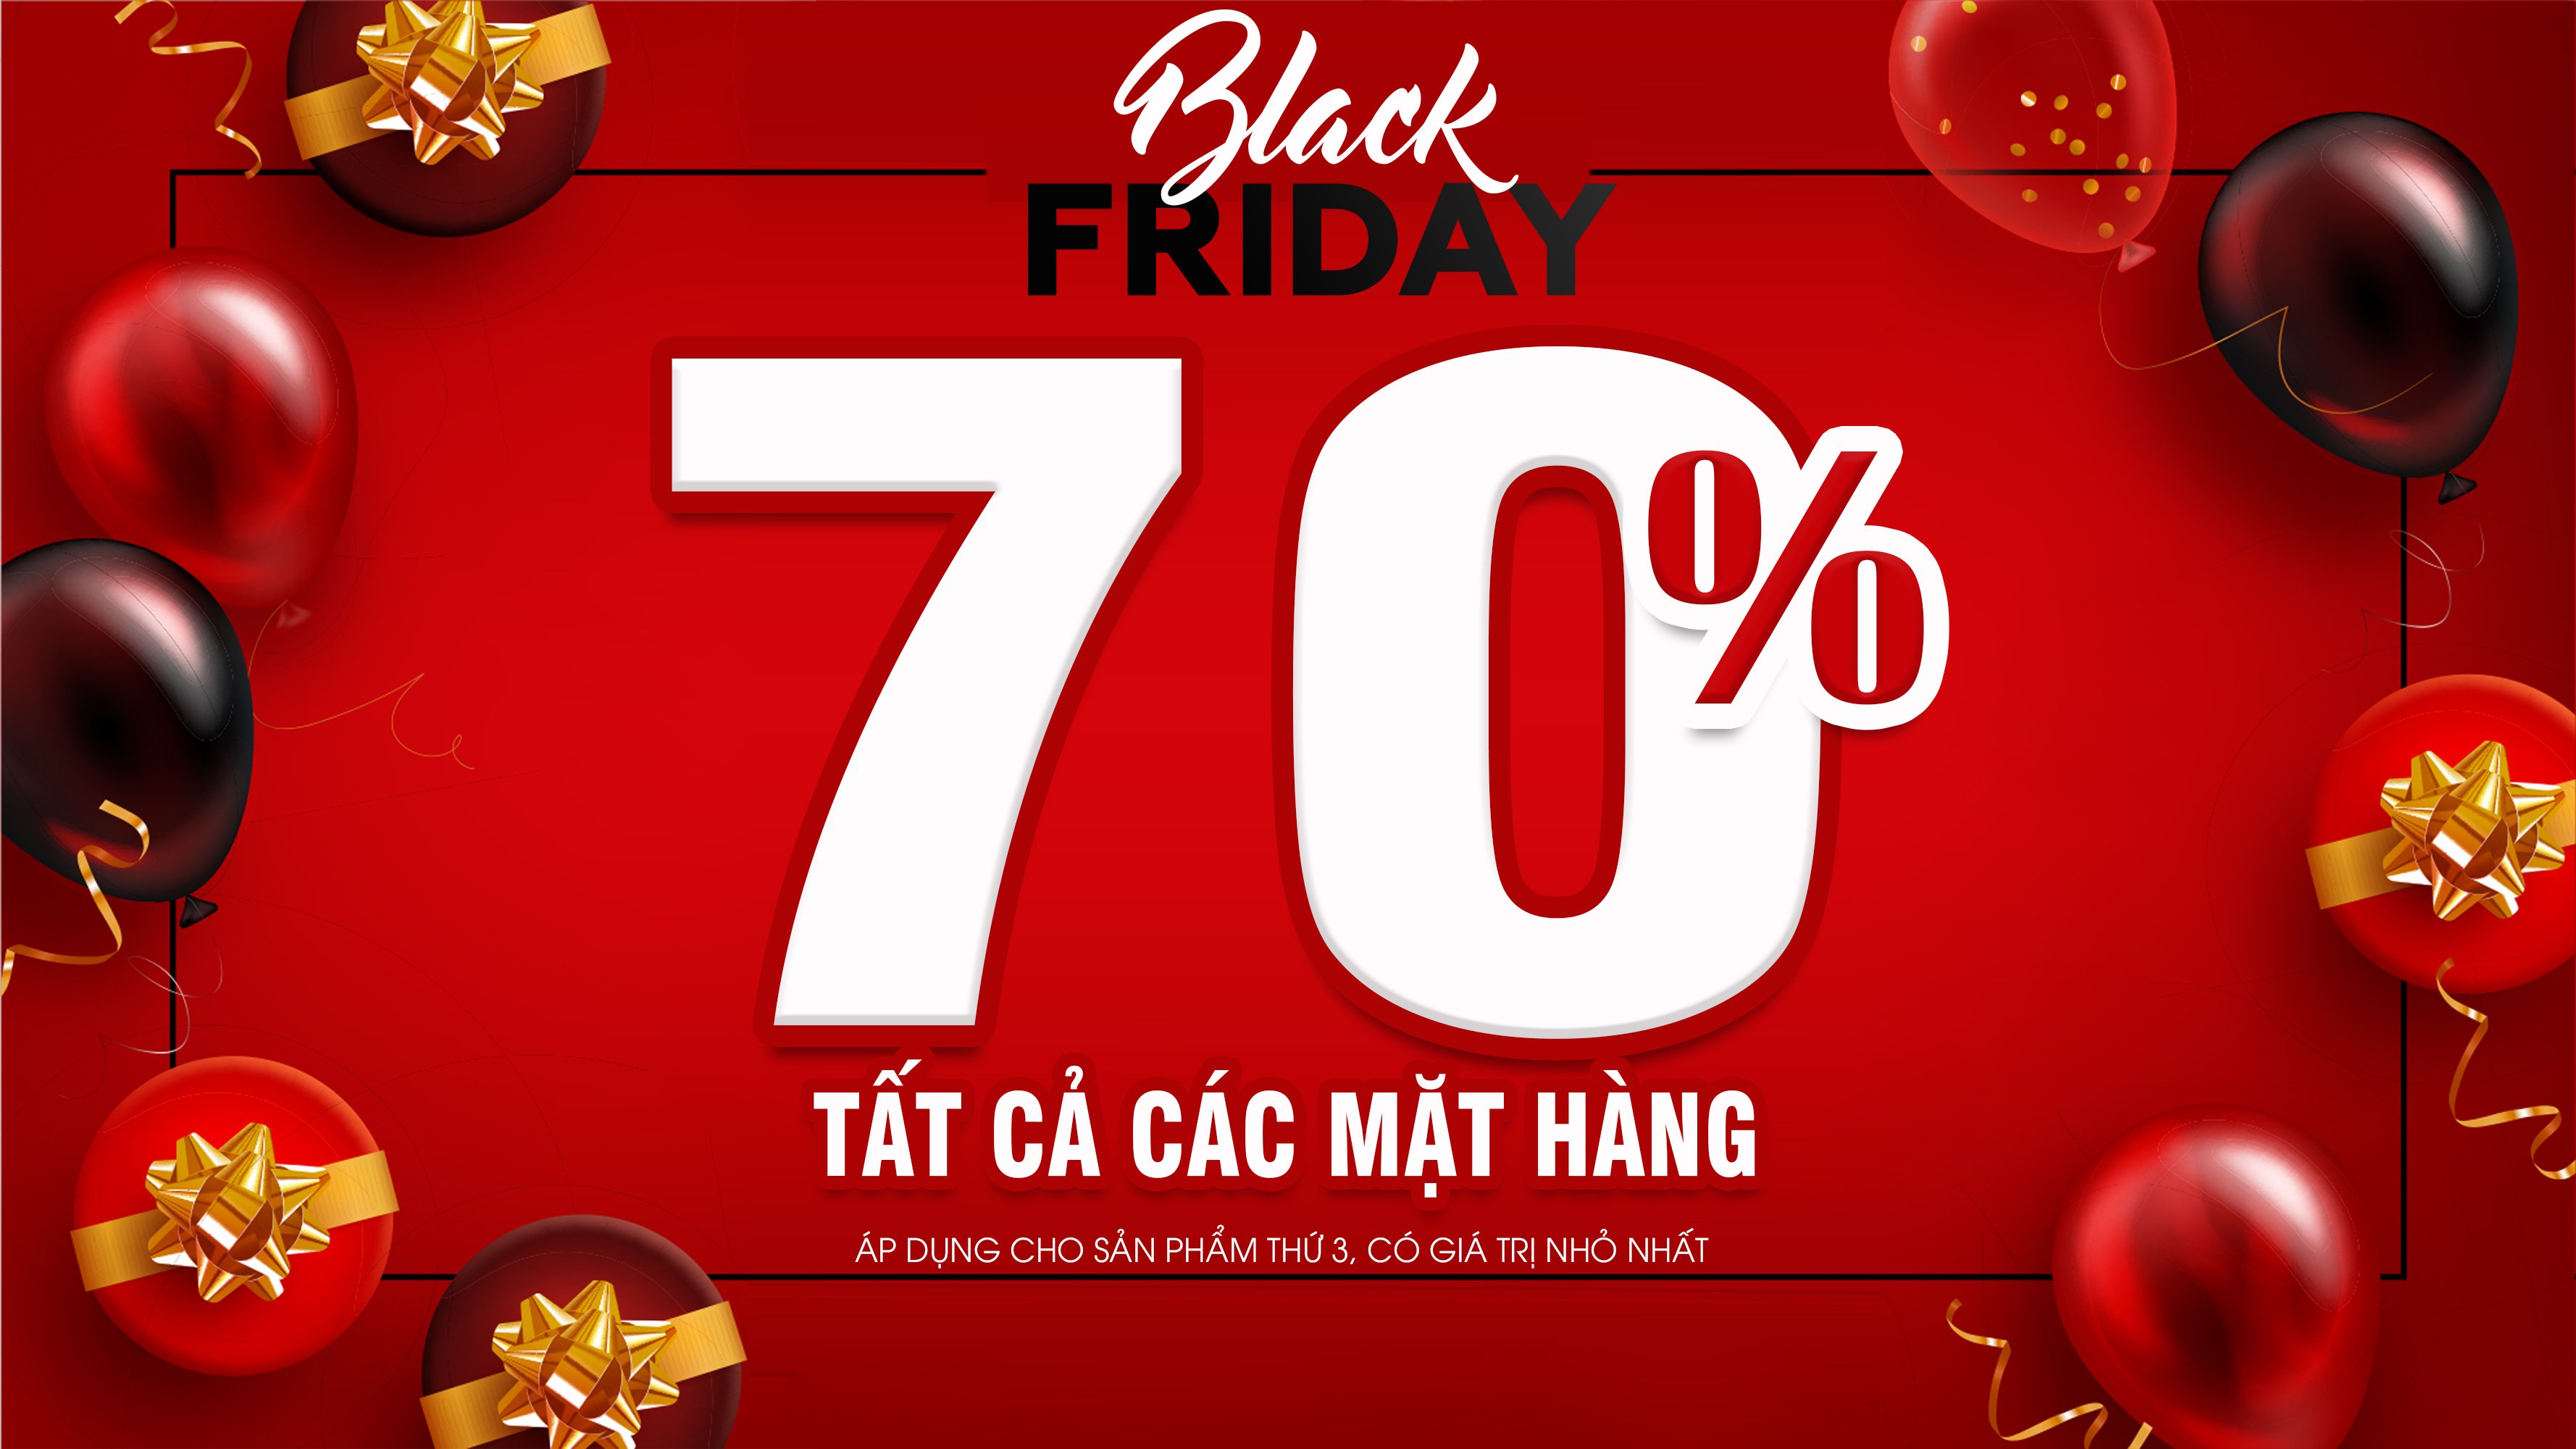 Black
FRIDAY
70%
TẤT CẢ CÁC MẶT HÀNG
ÁP DỤNG CHO SẢN PHẨM THỨ 3, CÓ GIÁ TRỊ NHỎ NHẤT